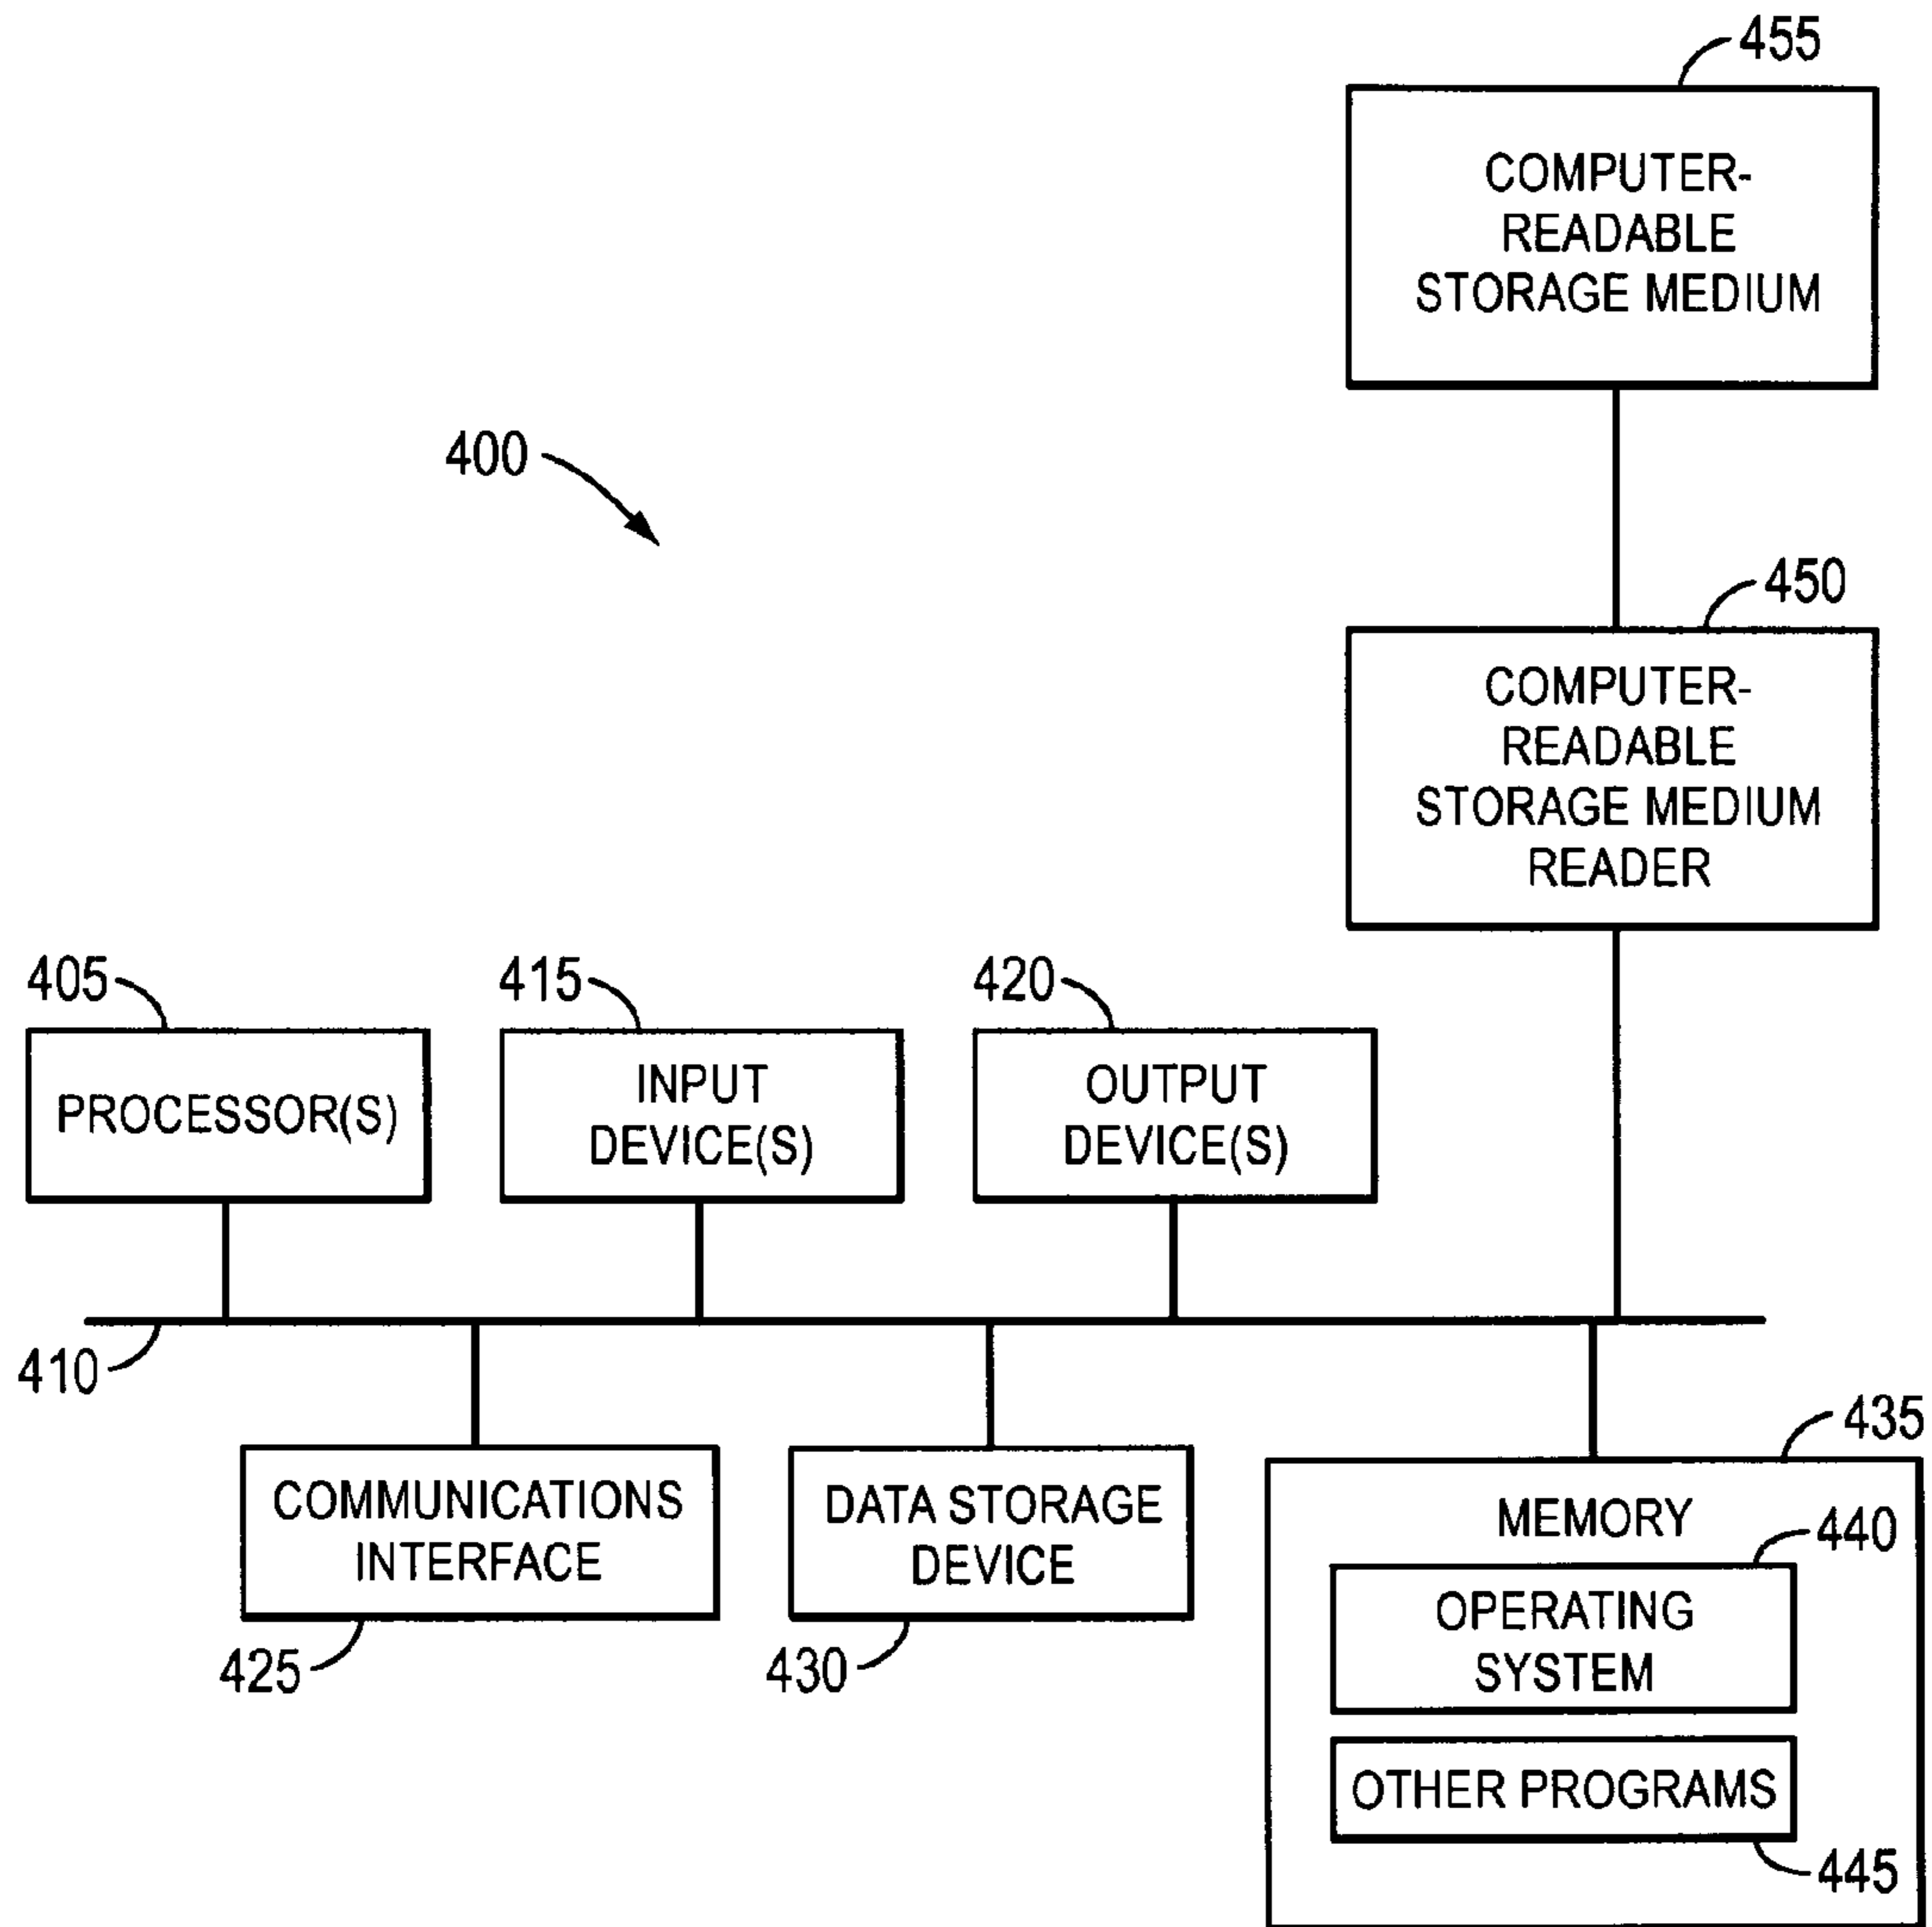 455
COMPUTER-
READABLE
STORAGE MEDIUM
400
450
COMPUTER-
READABLE
STORAGE MEDIUM
READER
405
PROCESSOR(S)
415
INPUT
DEVICE(S)
420
OUTPUT
DEVICE(S)
410
COMMUNICATIONS
INTERFACE
425
DATA STORAGE
DEVICE
430
435
MEMORY
440
OPERATING
SYSTEM
OTHER PROGRAMS
445